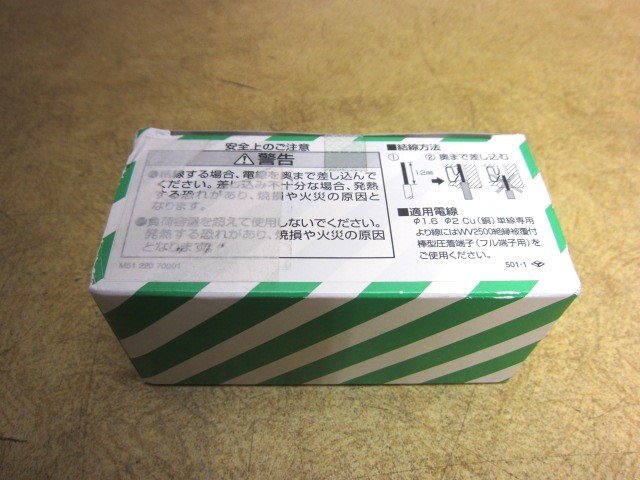 安全上のご注意
⚠警告
●結線する場合、電線を奥まで差し込んで
ください。差し込み不十分な場合、発熱
する恐れがあり、焼損や火災の原因と
なります。
●負荷容量を超えて使用しないでください。
発熱する恐れがあり、焼損や火災の原因
となります。
M51 220 70001
■結線方法
① ②奥まで差し込む
12mm
■適用電線
φ1.6 φ2 Cu(銅)単線専用
より線にはWV2500絶縁被覆付
棒型圧着端子(フル端子用)を
ご使用ください。
S01-1